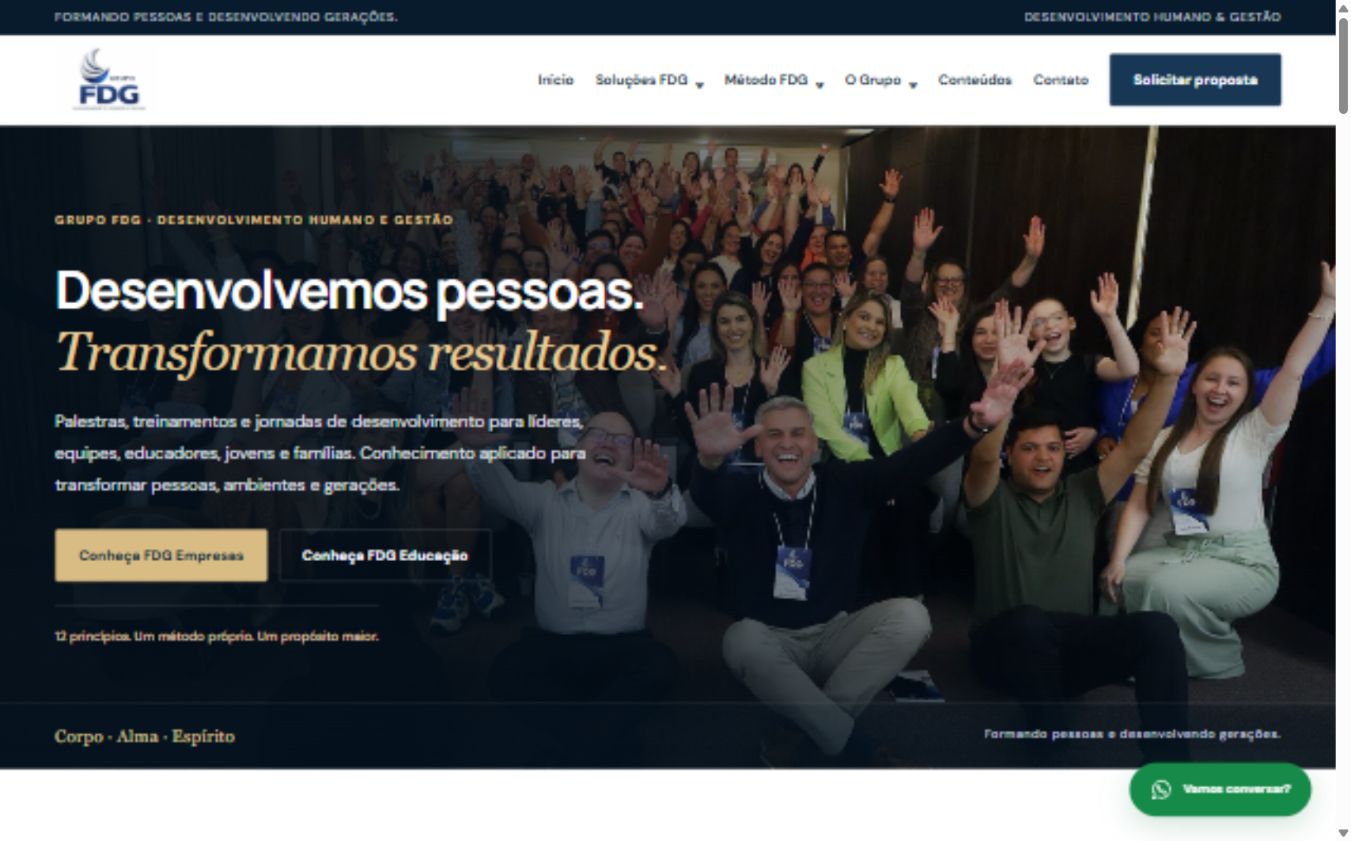 FORMANDO PESSOAS E DESENVOLVENDO GERAÇÕES.
DESENVOLVIMENTO HUMANO & GESTÃO
GRUPO
FDG
Início
Soluções FDG
Método FDG
O Grupo
Conteúdos
Contato
Solicitar proposta
GRUPO FDG · DESENVOLVIMENTO HUMANO E GESTÃO
Desenvolvemos pessoas.
Transformamos resultados.
Palestras, treinamentos e jornadas de desenvolvimento para líderes,
equipes, educadores, jovens e famílias. Conhecimento aplicado para
transformar pessoas, ambientes e gerações.
Conheça FDG Empresas
Conheça FDG Educação
12 princípios. Um método próprio. Um propósito maior.
Corpo · Alma · Espírito
Formando pessoas e desenvolvendo gerações.
Vamos conversar?
FDG
FDG